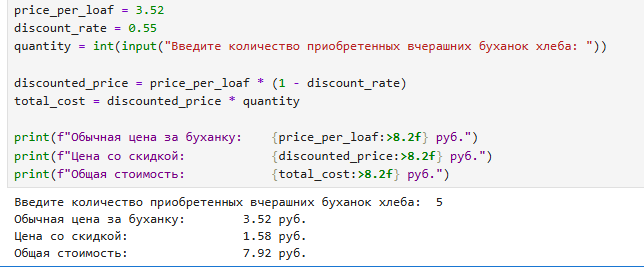 price_per_loaf = 3.52
discount_rate = 0.55
quantity = int(input("Введите количество приобретенных вчерашних буханок хлеба: "))
discounted_price = price_per_loaf * (1 - discount_rate)
total_cost = discounted_price * quantity
print(f"Обычная цена за буханку:    {price_per_loaf:>8.2f} руб.")
print(f"Цена со скидкой:            {discounted_price:>8.2f} руб.")
print(f"Общая стоимость:            {total_cost:>8.2f} руб.")
Введите количество приобретенных вчерашних буханок хлеба:  5
Обычная цена за буханку:        3.52 руб.
Цена со скидкой:                1.58 руб.
Общая стоимость:                7.92 руб.